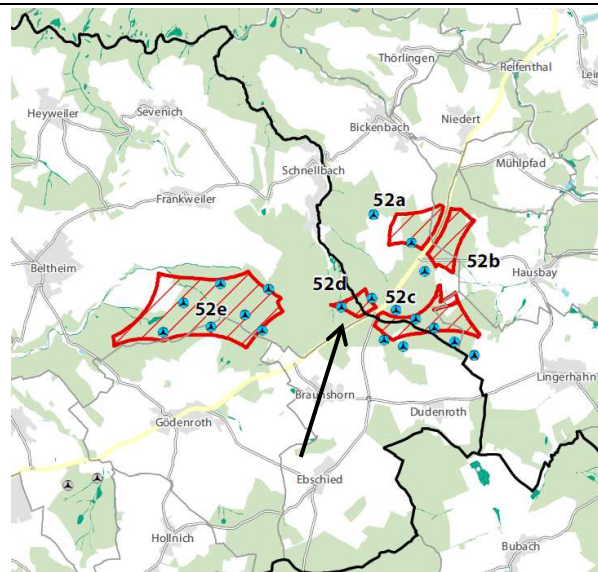 Thörlingen
Reifenthal
Heyweiler
Sevenich
Bickenbach
Niedert
Schnellbach
Mühlpfad
Frankweiler
52a
52b
Beltheim
Hausbay
52d
52c
52e
Lingerhahn
Braunshorn
Dudenroth
Gödenroth
Ebschied
Hollnich
Bubach